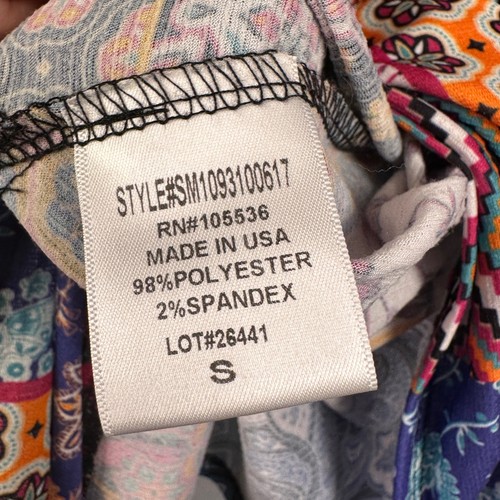 STYLE#SM1093100617
RN#105536
MADE IN USA
98%POLYESTER
2%SPANDEX
LOT#26441
S